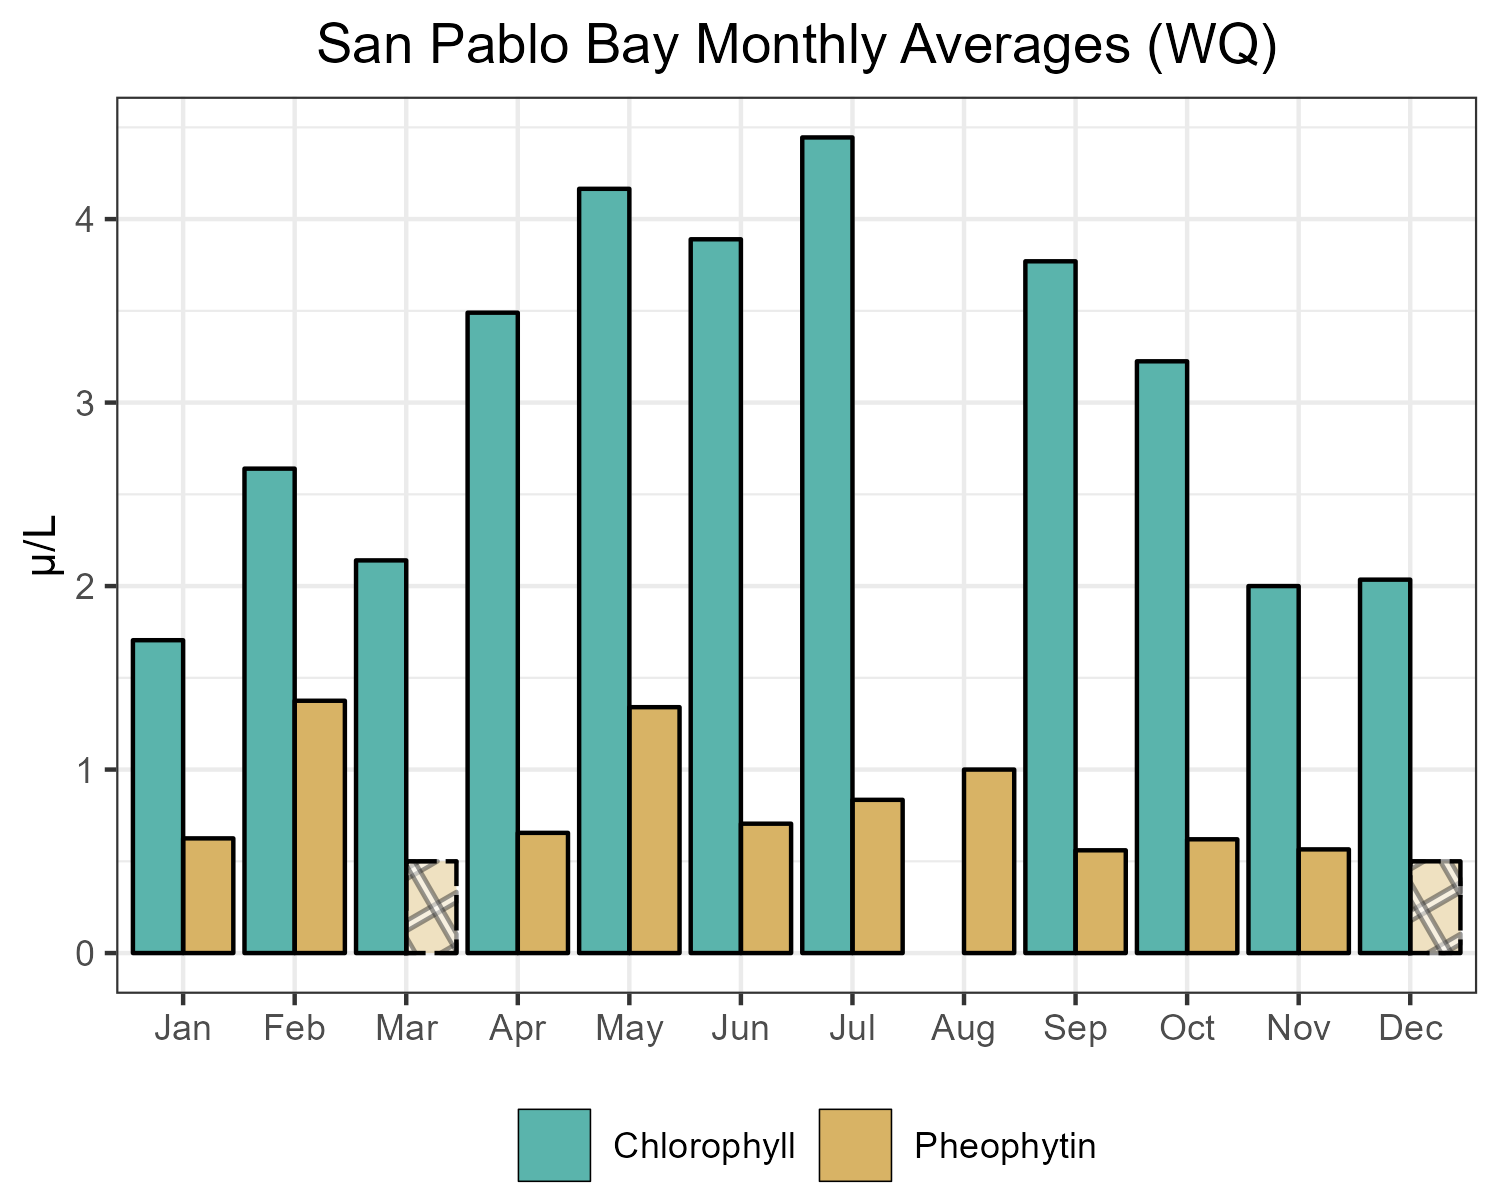 San Pablo Bay Monthly Averages (WQ)
μ/L
4
3
2
1
0
Jan Feb Mar Apr May Jun Jul Aug Sep Oct Nov Dec
Chlorophyll Pheophytin